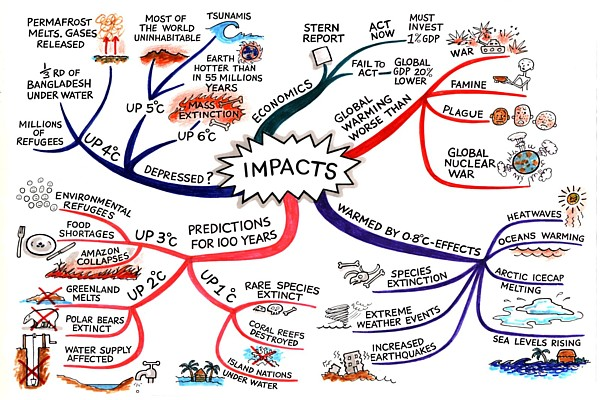 IMPACTS
ECONOMICS
STERN
REPORT
ACT
NOW
MUST
INVEST
1% GDP
FAIL TO
ACT
GLOBAL
GDP 20%
LOWER
GLOBAL
WARMING
WORSE THAN
WAR
FAMINE
PLAGUE
GLOBAL
NUCLEAR
WAR
WARMED BY 0·8°C-EFFECTS
HEATWAVES
OCEANS WARMING
ARCTIC ICECAP
MELTING
SEA LEVELS RISING
SPECIES
EXTINCTION
EXTREME
WEATHER EVENTS
INCREASED
EARTHQUAKES
PREDICTIONS
FOR 100 YEARS
UP 1°C
RARE SPECIES
EXTINCT
CORAL REEFS
DESTROYED
ISLAND NATIONS
UNDER WATER
UP 2°C
GREENLAND
MELTS
POLAR BEARS
EXTINCT
WATER SUPPLY
AFFECTED
UP 3°C
ENVIRONMENTAL
REFUGEES
FOOD
SHORTAGES
AMAZON
COLLAPSES
DEPRESSED?
UP 4°C
PERMAFROST
MELTS. GASES
RELEASED
⅓ RD OF
BANGLADESH
UNDER WATER
MILLIONS
OF
REFUGEES
UP 5°C
MOST OF
THE WORLD
UNINHABITABLE
TSUNAMIS
EARTH
HOTTER THAN
IN 55 MILLIONS
YEARS
UP 6°C
MASS
EXTINCTION